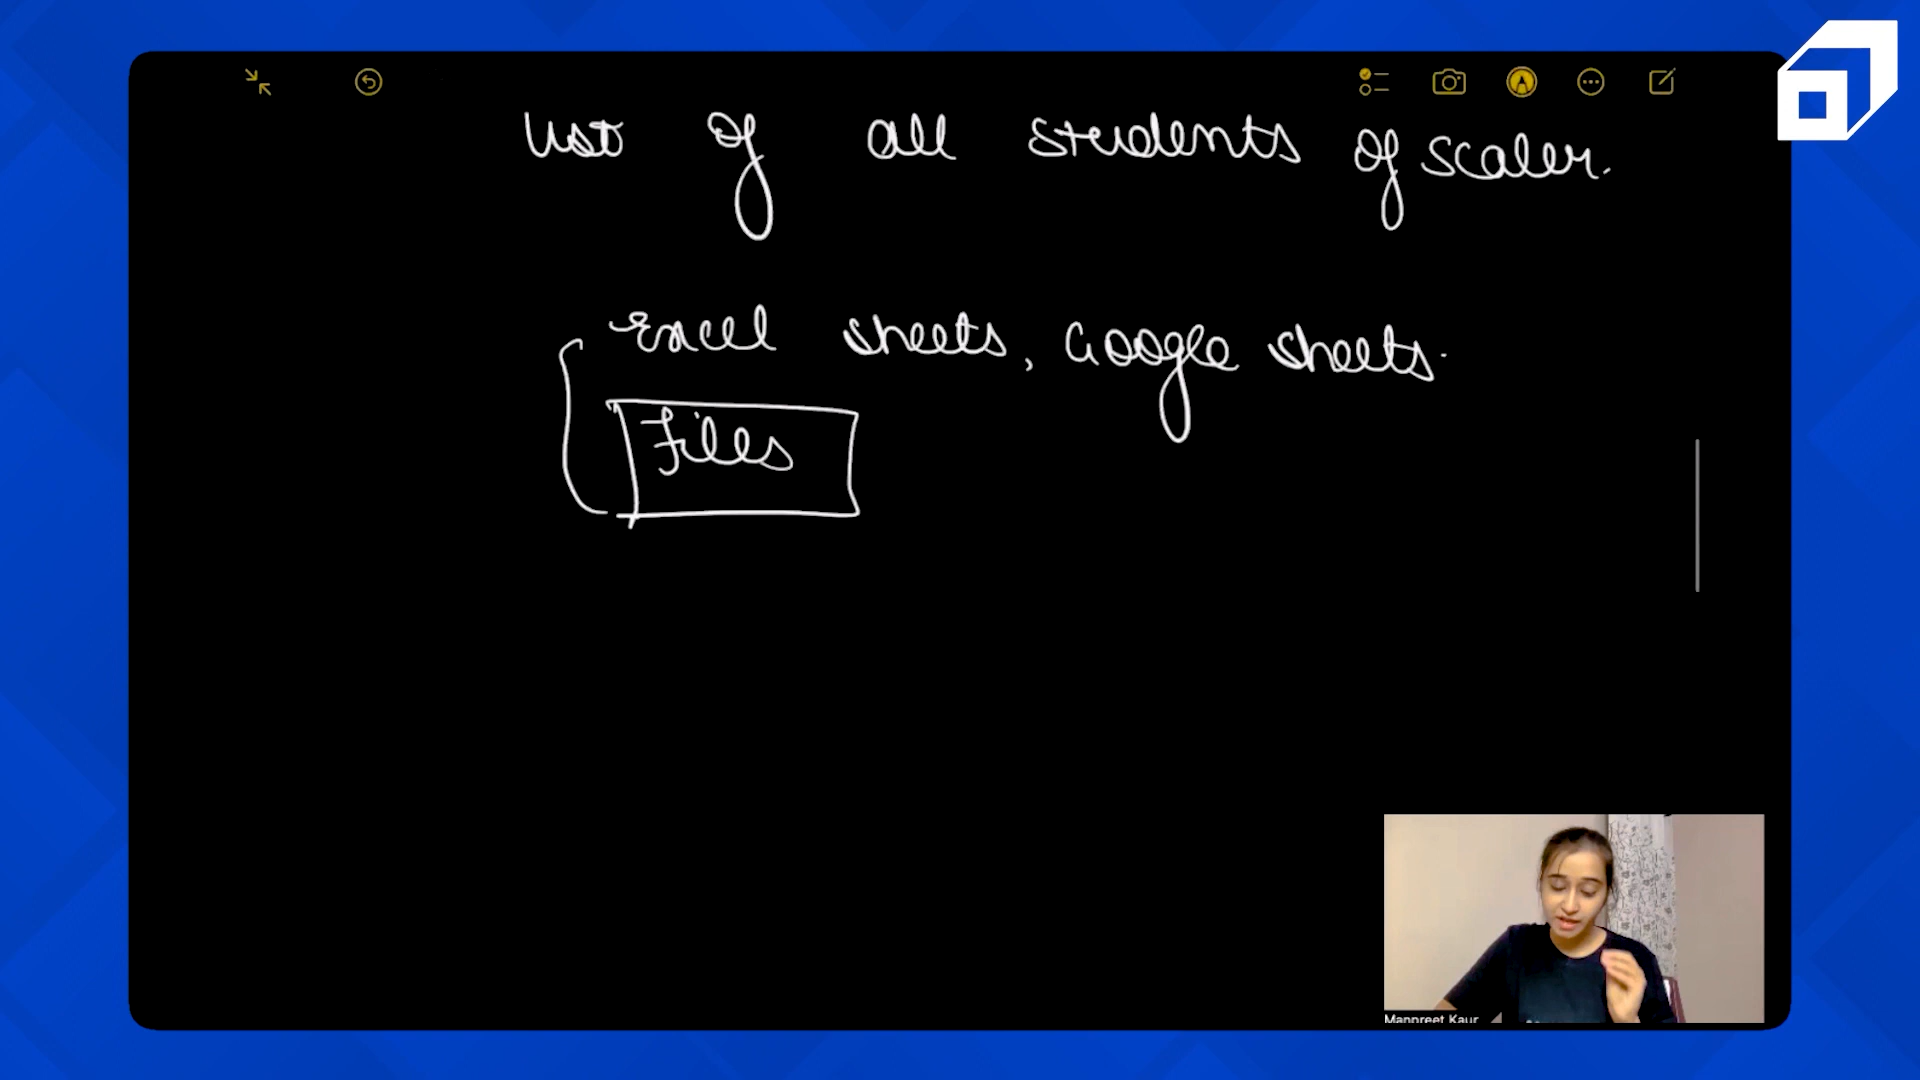 list of all students of scaler.
Excel sheets, Google sheets.
Files
Manpreet Kaur